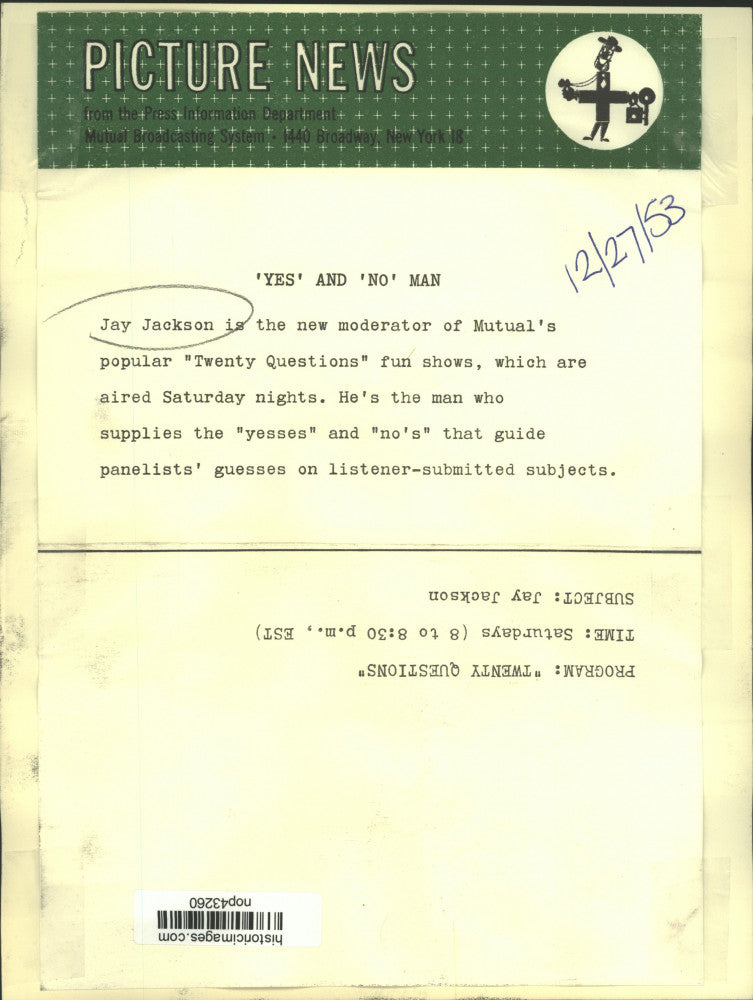 PICTURE NEWS
from the Press Information Department
Mutual Broadcasting System • 1440 Broadway, New York 18
12/27/53
'YES' AND 'NO' MAN
Jay Jackson is the new moderator of Mutual's
popular "Twenty Questions" fun shows, which are
aired Saturday nights. He's the man who
supplies the "yesses" and "no's" that guide
panelists' guesses on listener-submitted subjects.
PROGRAM: "TWENTY QUESTIONS"
TIME: Saturdays (8 to 8:30 p.m., EST)
SUBJECT: Jay Jackson
historicimages.com
nop43260